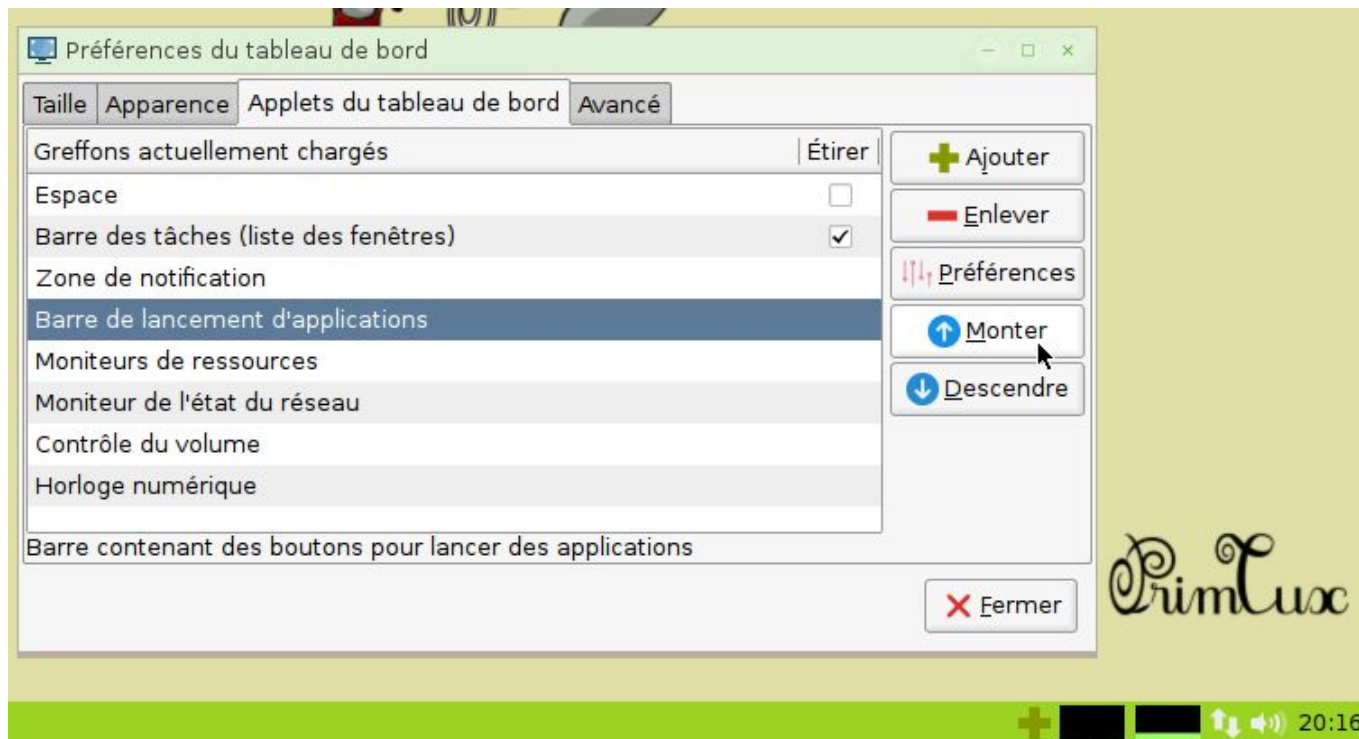 Préférences du tableau de bord
Taille Apparence Applets du tableau de bord Avancé
Greffons actuellement chargés Étirer
Ajouter
Espace
Enlever
Barre des tâches (liste des fenêtres)
Zone de notification
Préférences
Barre de lancement d'applications
Monter
Moniteurs de ressources
Descendre
Moniteur de l'état du réseau
Contrôle du volume
Horloge numérique
Barre contenant des boutons pour lancer des applications
Fermer
PrimTux
20:16